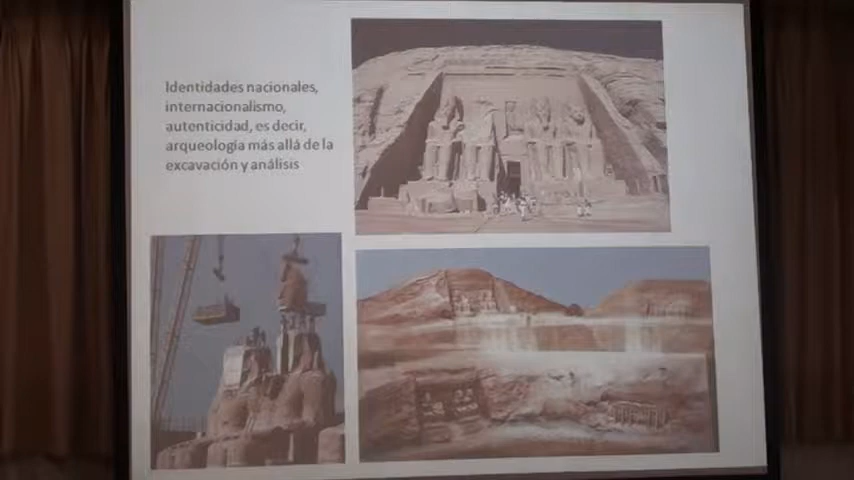 Identidades nacionales,
internacionalismo,
autenticidad, es decir,
arqueología más allá de la
excavación y análisis